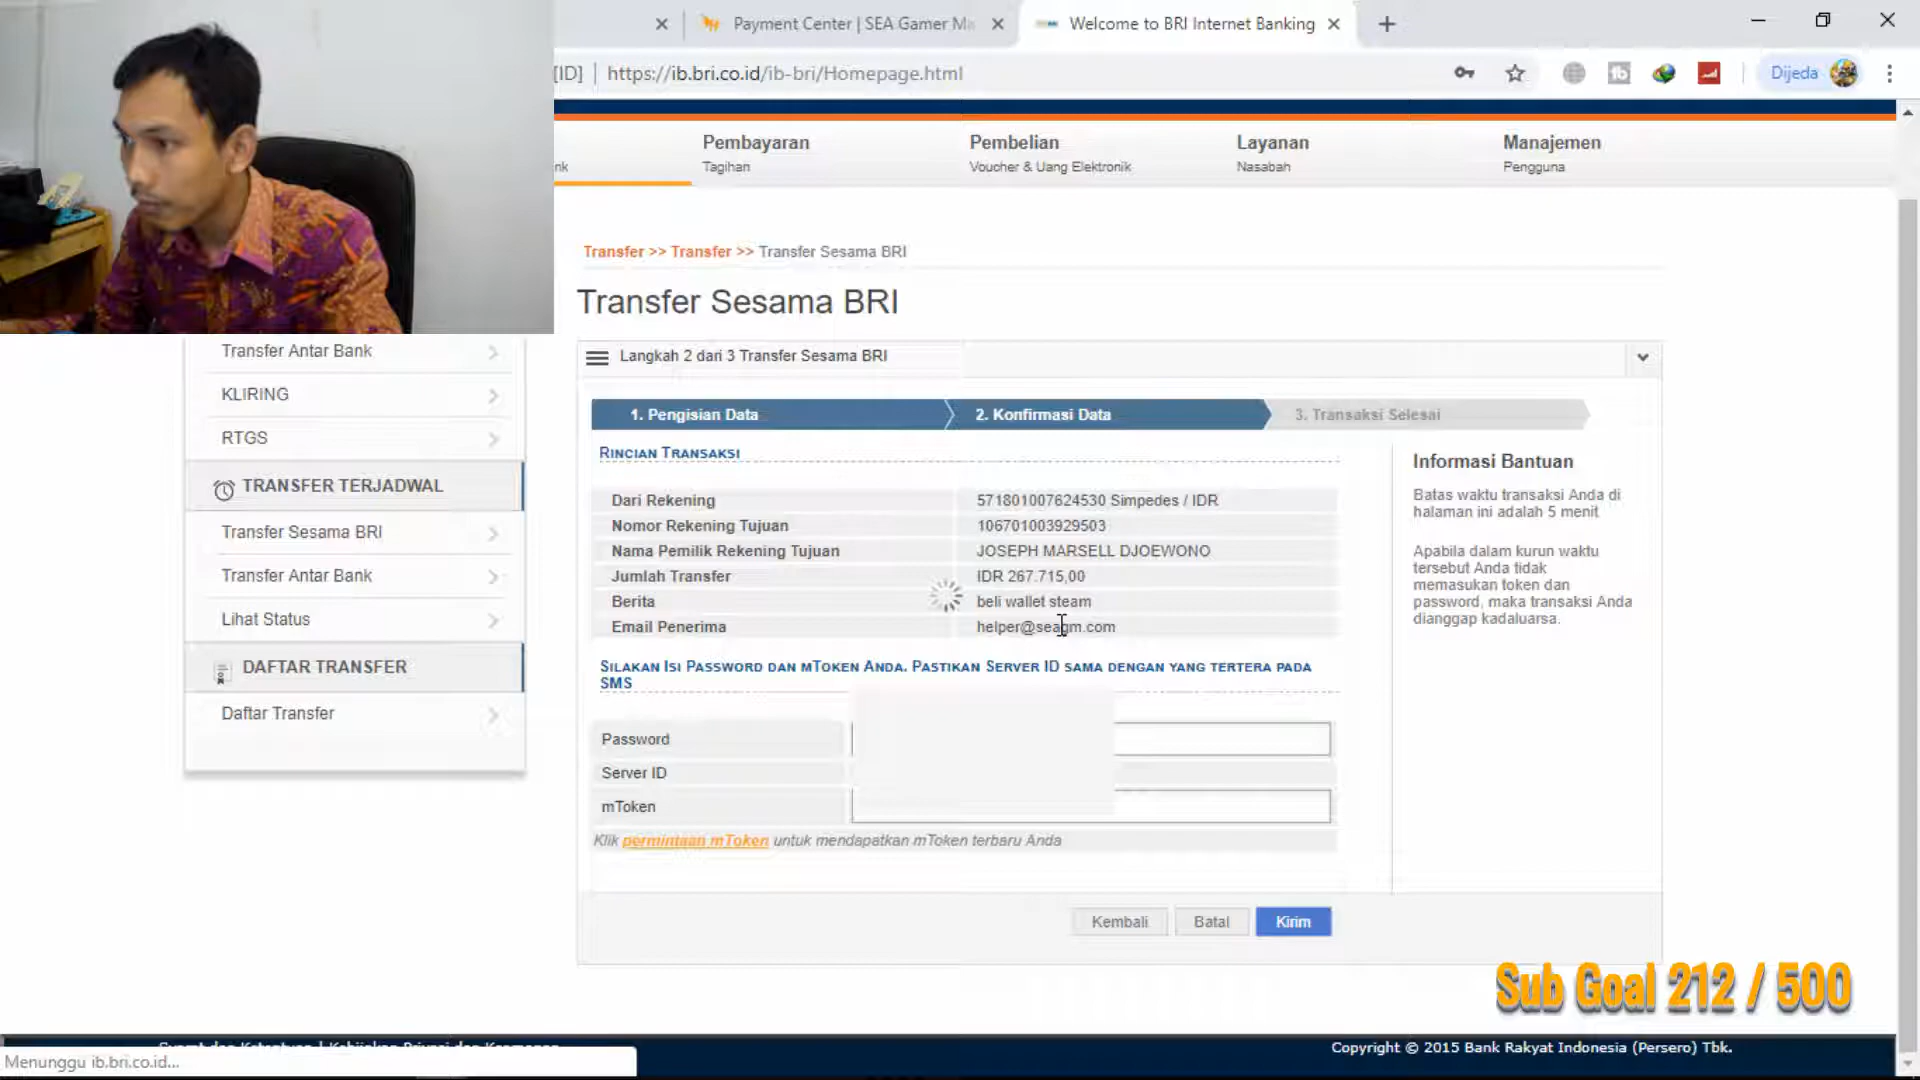 Payment Center | SEA Gamer Ma
Welcome to BRI Internet Banking
[ID] | https://ib.bri.co.id/ib-bri/Homepage.html
Dijeda
Pembayaran
Tagihan
Pembelian
Voucher & Uang Elektronik
Layanan
Nasabah
Manajemen
Pengguna
Transfer >> Transfer >> Transfer Sesama BRI
Transfer Sesama BRI
Transfer Antar Bank
KLIRING
RTGS
TRANSFER TERJADWAL
Transfer Sesama BRI
Transfer Antar Bank
Lihat Status
DAFTAR TRANSFER
Daftar Transfer
Langkah 2 dari 3 Transfer Sesama BRI
1. Pengisian Data
2. Konfirmasi Data
3. Transaksi Selesai
RINCIAN TRANSAKSI
Dari Rekening 571801007624530 Simpedes / IDR
Nomor Rekening Tujuan 106701003929503
Nama Pemilik Rekening Tujuan JOSEPH MARSELL DJOEWONO
Jumlah Transfer IDR 267.715,00
Berita beli wallet steam
Email Penerima helper@seagm.com
SILAKAN ISI PASSWORD DAN MTOKEN ANDA. PASTIKAN SERVER ID SAMA DENGAN YANG TERTERA PADA
SMS
Password
Server ID
mToken
Klik permintaan mToken untuk mendapatkan mToken terbaru Anda
Kembali
Batal
Kirim
Informasi Bantuan
Batas waktu transaksi Anda di
halaman ini adalah 5 menit
Apabila dalam kurun waktu
tersebut Anda tidak
memasukan token dan
password, maka transaksi Anda
dianggap kadaluarsa.
Sub Goal 212 / 500
Copyright © 2015 Bank Rakyat Indonesia (Persero) Tbk.
Menunggu ib.bri.co.id...